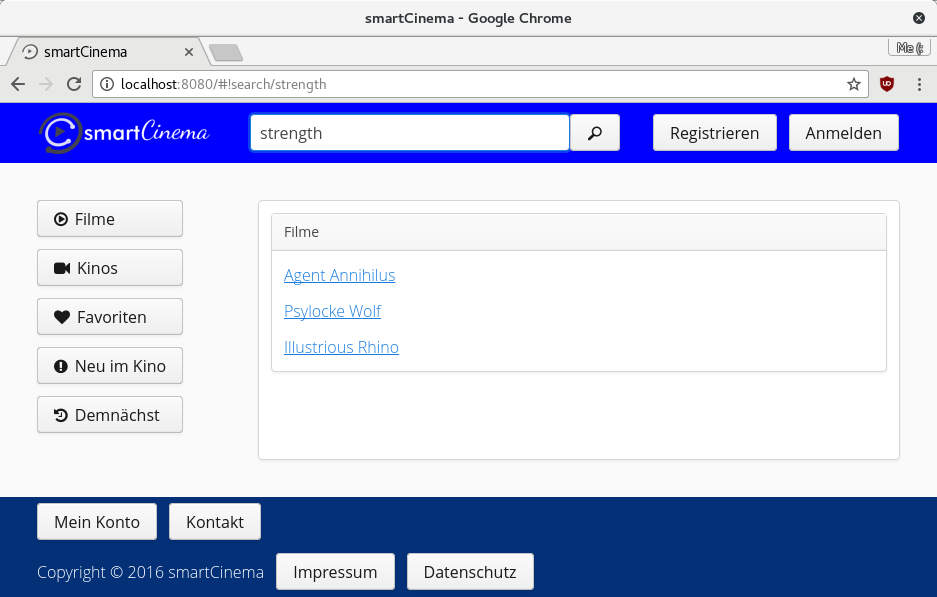 smartCinema - Google Chrome
smartCinema
Me (:
localhost:8080/#!search/strength
smartCinema
strength
Registrieren
Anmelden
Filme
Kinos
Favoriten
Neu im Kino
Demnächst
Filme
Agent Annihilus
Psylocke Wolf
Illustrious Rhino
Mein Konto
Kontakt
Copyright © 2016 smartCinema
Impressum
Datenschutz